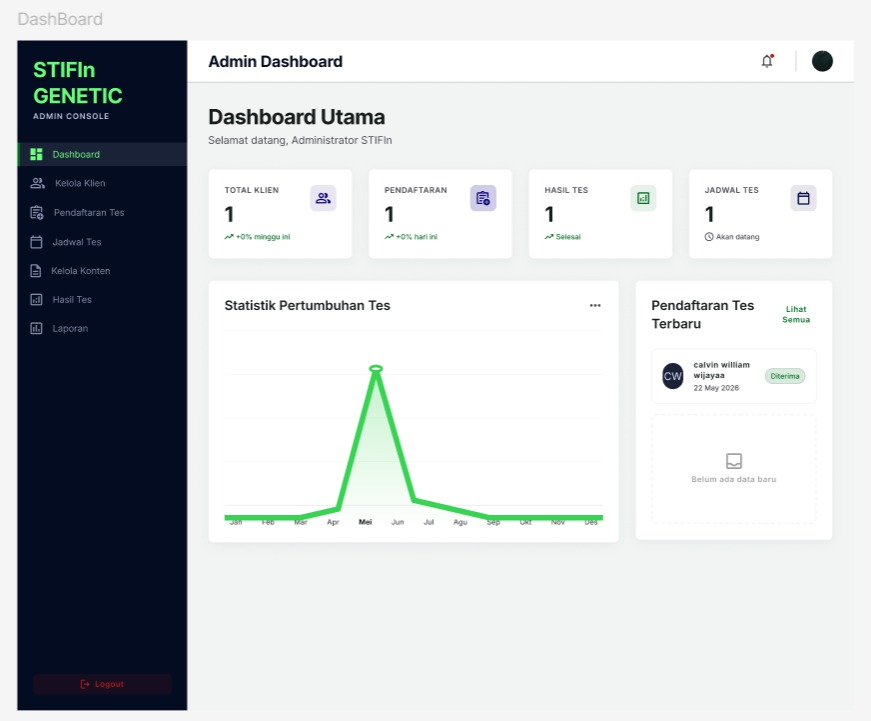 DashBoard
STIFIn
GENETIC
ADMIN CONSOLE
Dashboard
Kelola Klien
Pendaftaran Tes
Jadwal Tes
Kelola Konten
Hasil Tes
Laporan
Logout
Admin Dashboard
Dashboard Utama
Selamat datang, Administrator STIFIn
TOTAL KLIEN
1
+0% minggu ini
PENDAFTARAN
1
+0% hari ini
HASIL TES
1
Selesai
JADWAL TES
1
Akan datang
Statistik Pertumbuhan Tes
Jan Feb Mar Apr Mei Jun Jul Agu Sep Okt Nov Des
Pendaftaran Tes
Terbaru
Lihat
Semua
CW
calvin william
wijayaa
22 May 2026
Diterima
Belum ada data baru